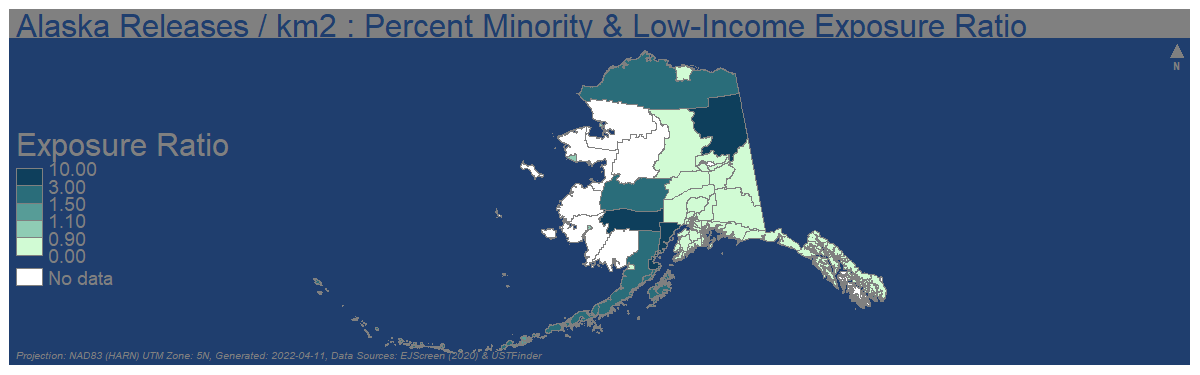 Alaska Releases / km2 : Percent Minority & Low-Income Exposure Ratio
N
Exposure Ratio
10.00
3.00
1.50
1.10
0.90
0.00
No data
Projection: NAD83 (HARN) UTM Zone: 5N, Generated: 2022-04-11, Data Sources: EJScreen (2020) & USTFinder